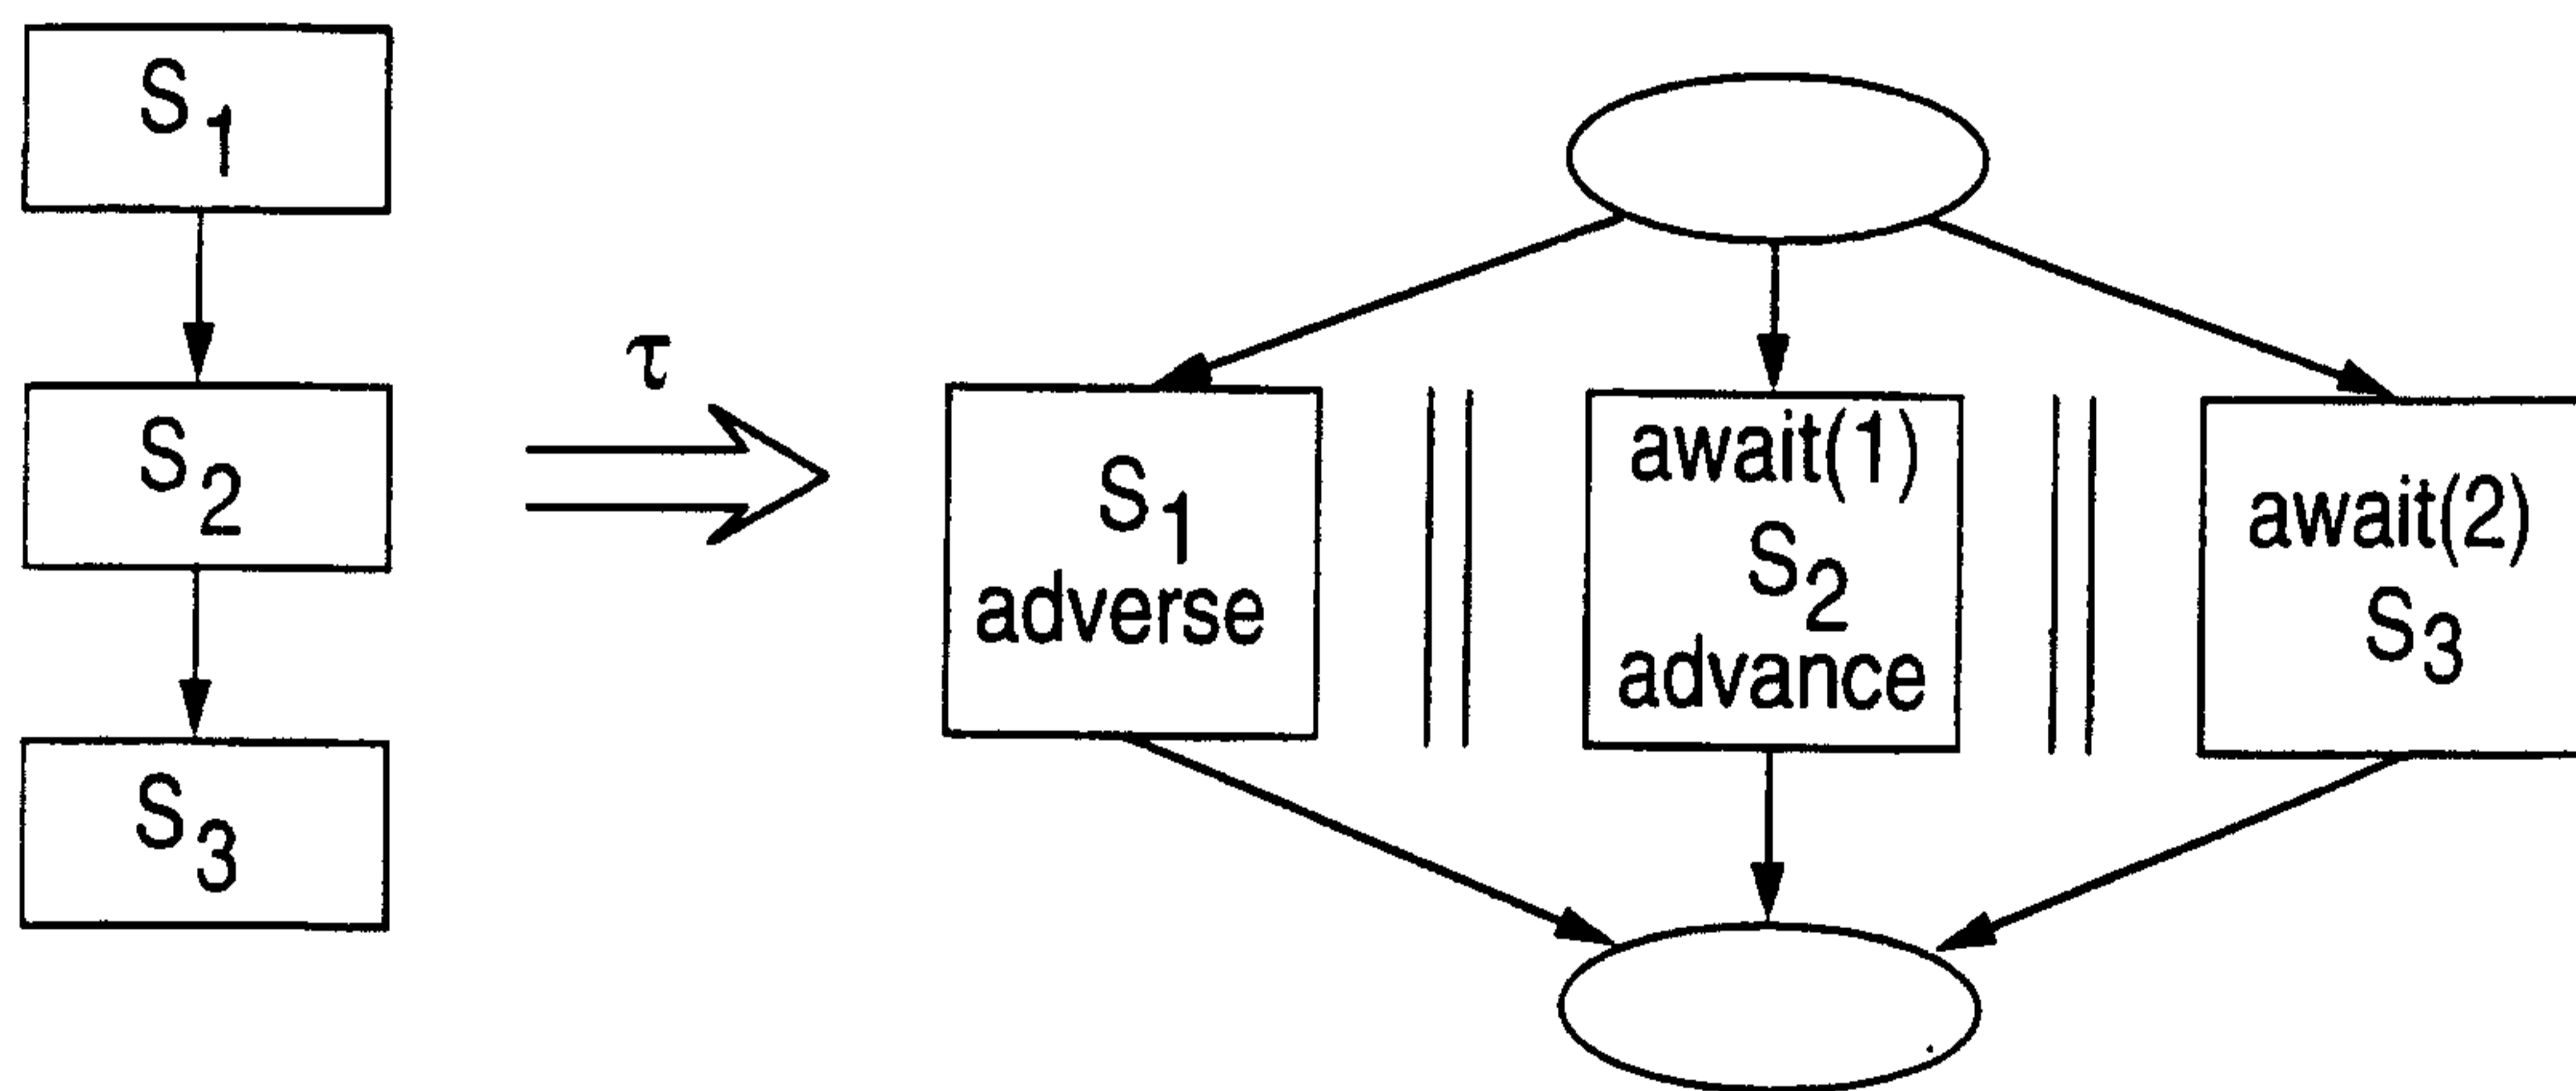 S1
S2
S3
τ
S1
adverse
await(1)
S2
advance
await(2)
S3